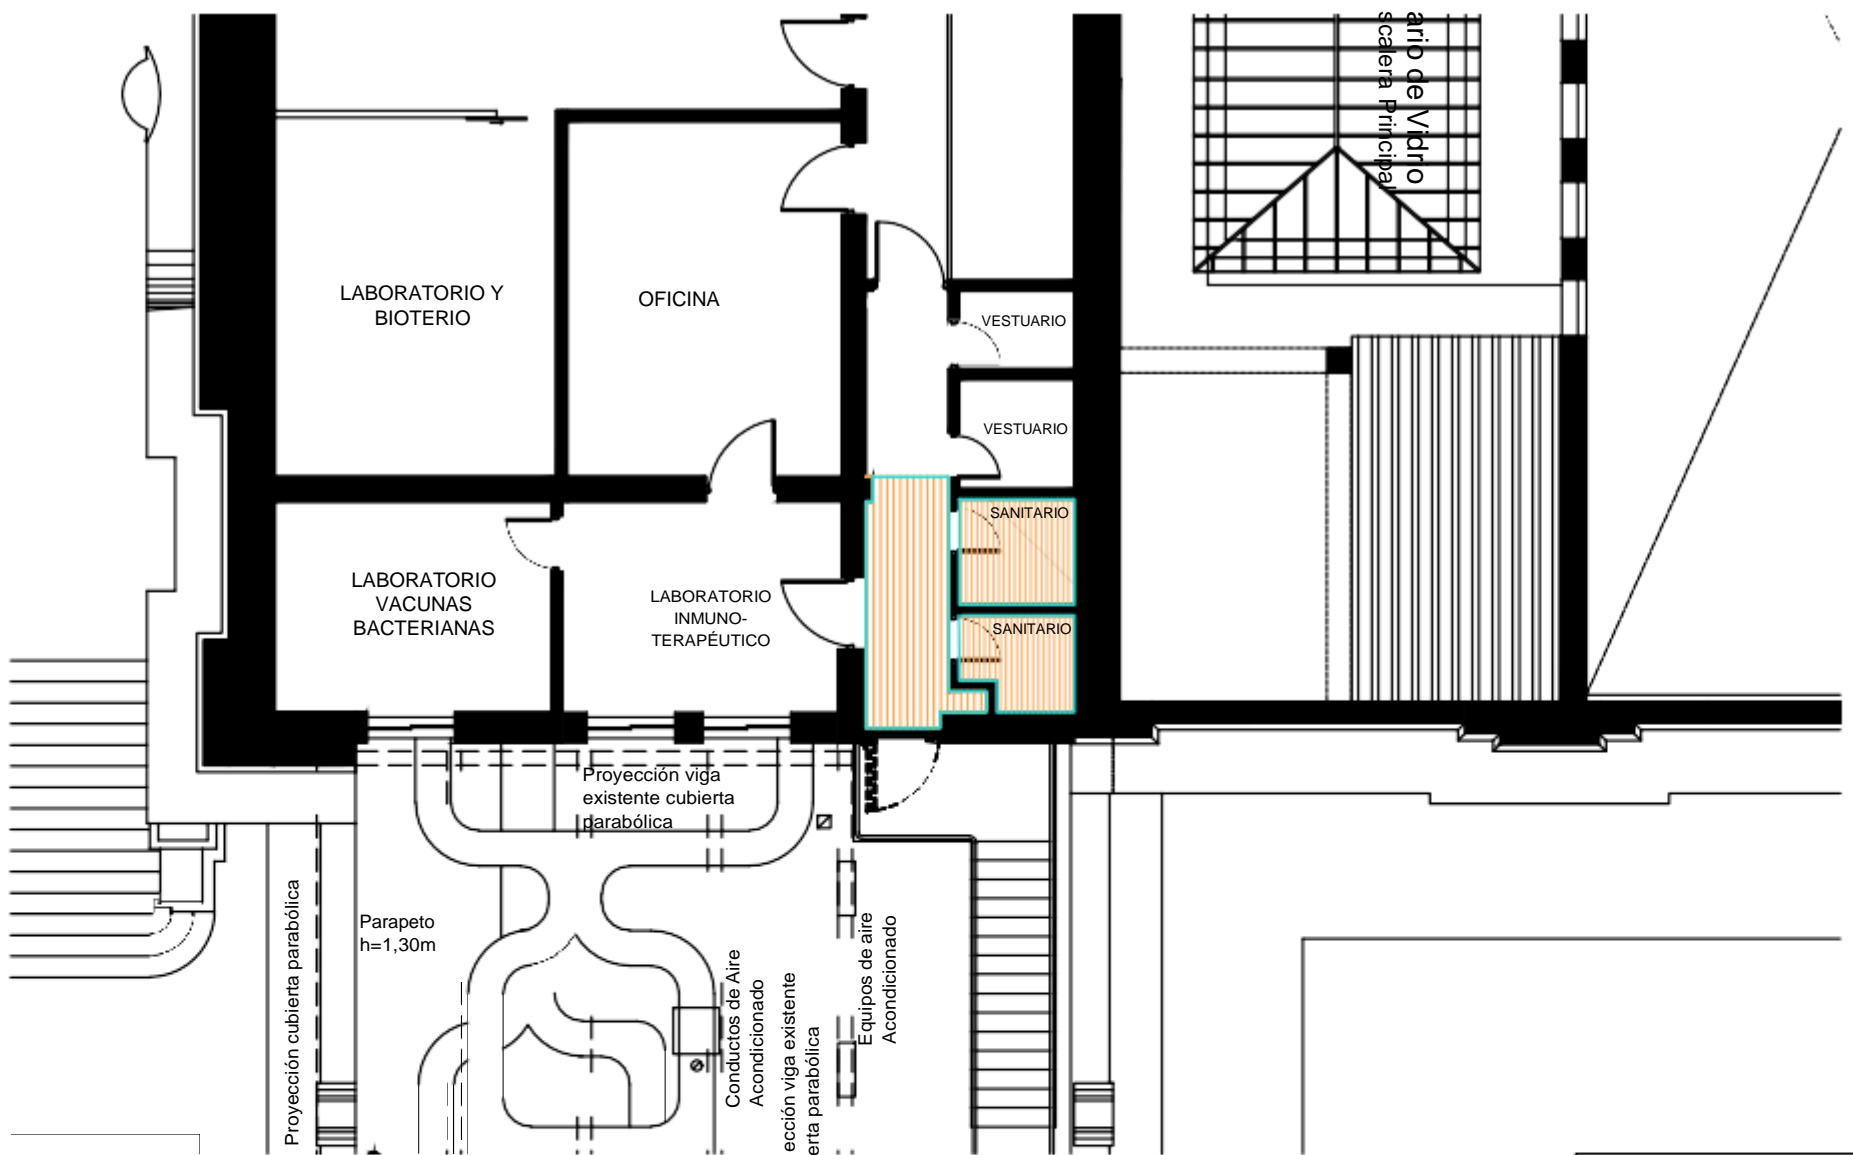 ario de Vidrio
scalera Principal
LABORATORIO Y
BIOTERIO
OFICINA
VESTUARIO
VESTUARIO
SANITARIO
LABORATORIO
VACUNAS
BACTERIANAS
LABORATORIO
INMUNO-
TERAPÉUTICO
SANITARIO
Proyección viga
existente cubierta
parabólica
Proyección cubierta parabólica
Parapeto
h=1,30m
Conductos de Aire
Acondicionado
ección viga existente
erta parabólica
Equipos de aire
Acondicionado